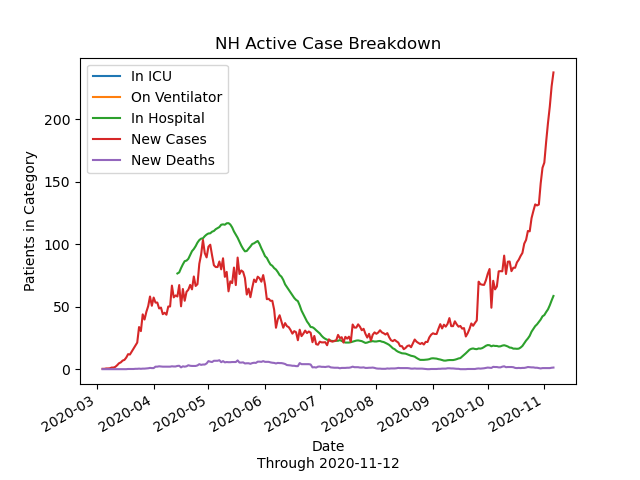 NH Active Case Breakdown
In ICU
On Ventilator
In Hospital
New Cases
New Deaths
Patients in Category
200
150
100
50
0
2020-03
2020-04
2020-05
2020-06
2020-07
2020-08
2020-09
2020-10
2020-11
Date
Through 2020-11-12